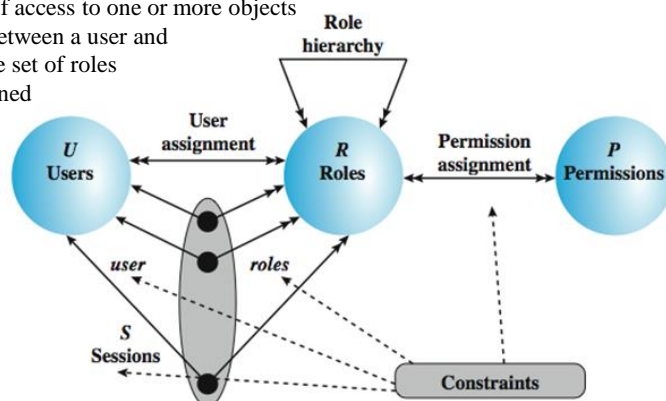 f access to one or more objects
etween a user and
e set of roles
ned
Role
hierarchy
User
assignment
Permission
assignment
U
Users
R
Roles
P
Permissions
user
roles
S
Sessions
Constraints